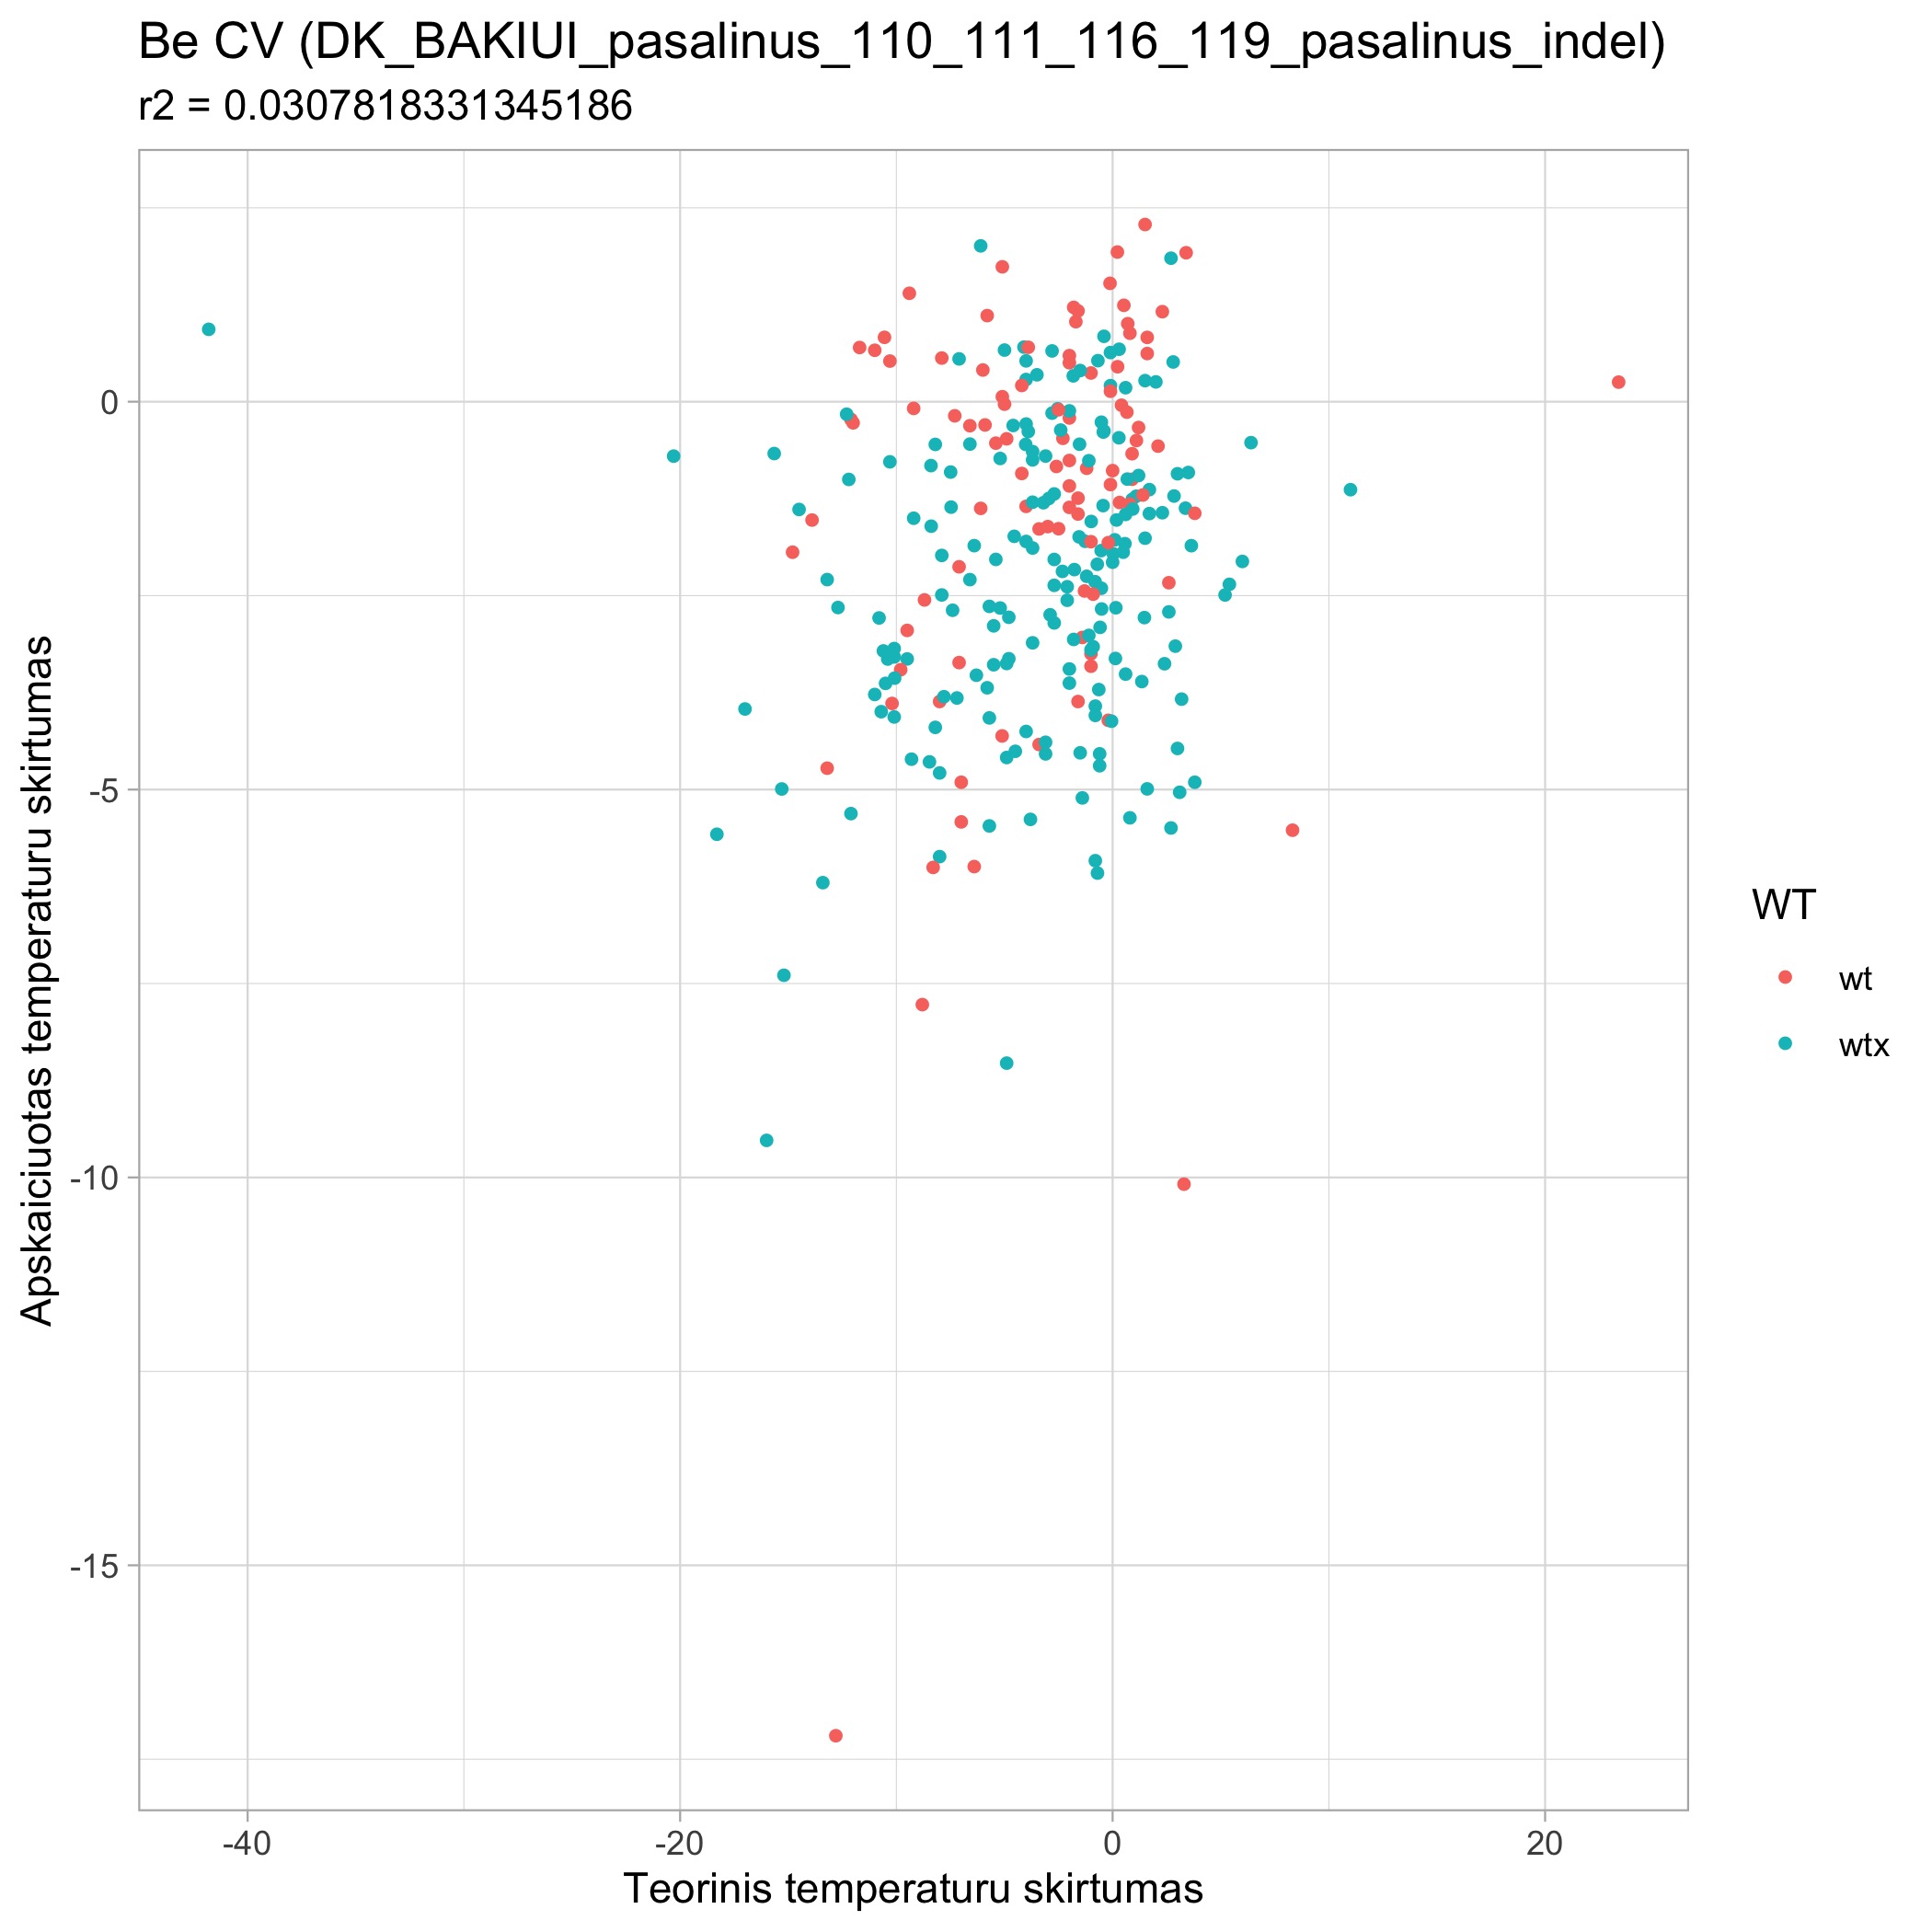 Be CV (DK_BAKIUI_pasalinus_110_111_116_119_pasalinus_indel)
r2 = 0.0307818331345186
Apskaiciuotas temperaturu skirtumas
0
-5
-10
-15
-40
-20
0
20
Teorinis temperaturu skirtumas
WT
wt
wtx